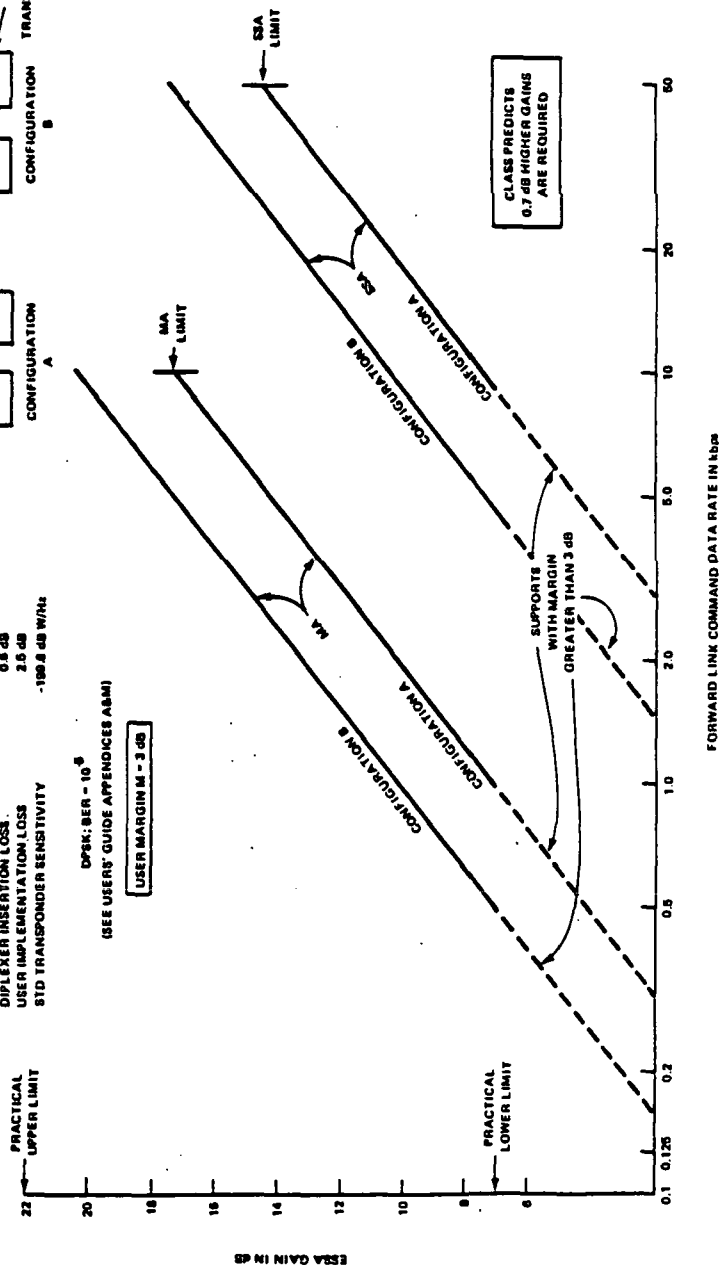 TRAN
CONFIGURATION
A
CONFIGURATION
B
DIPLEXER INSERTION LOSS.
USER IMPLEMENTATION LOSS
STD TRANSPONDER SENSITIVITY
2.5 dB
dB W/Hz
DPSK; BER = 10-5
(SEE USERS' GUIDE APPENDICES A&M)
USER MARGIN M = 3 dB
PRACTICAL
UPPER LIMIT
MA
LIMIT
SSA
LIMIT
CONFIGURATION B
MA
CONFIGURATION A
CONFIGURATION B
SSA
CONFIGURATION A
CLASS PREDICTS
0.7 dB HIGHER GAINS
ARE REQUIRED
SUPPORTS
WITH MARGIN
GREATER THAN 3 dB
PRACTICAL
LOWER LIMIT
ESSA GAIN IN dB
22
20
18
16
14
12
10
8
6
0.1
0.125
0.2
0.5
1.0
2.0
5.0
10
20
50
FORWARD LINK COMMAND DATA RATE IN kbps